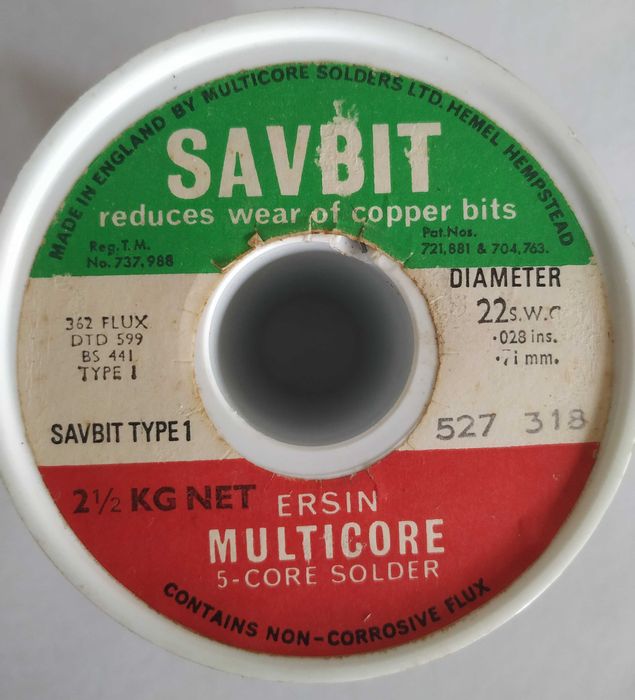 MADE IN ENGLAND BY MULTICORE SOLDERS LTD. HEMEL HEMPSTEAD
SAVBIT
reduces wear of copper bits
Reg.T.M.
No. 737,988
Pat.Nos.
721,881 & 704,763.
DIAMETER
22 S.W.G
.028 ins.
.71 mm.
362 FLUX
DTD 599
BS 441
TYPE 1
SAVBIT TYPE 1
527 318
2½ KG NET
ERSIN
MULTICORE
5-CORE SOLDER
CONTAINS NON-CORROSIVE FLUX